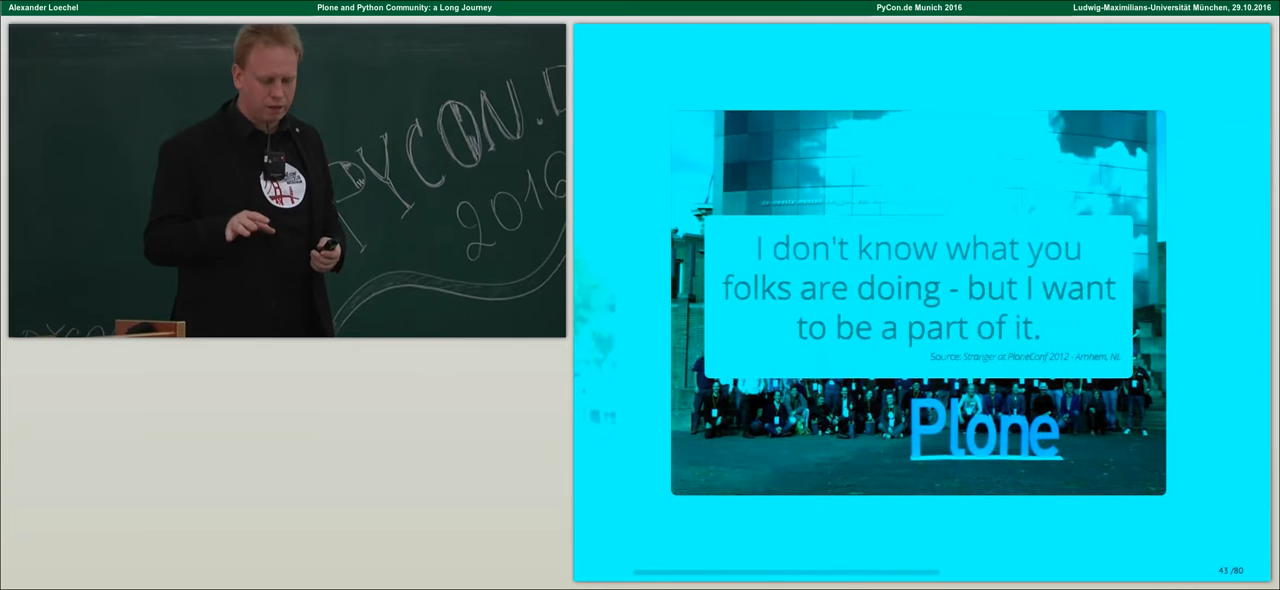 Alexander Loechel
Plone and Python Community: a Long Journey
PyCon.de Munich 2016
Ludwig-Maximilians-Universität München, 29.10.2016
PYCON.D
2016
I don't know what you
folks are doing - but I want
to be a part of it.
Source: Stranger at PloneConf 2012 - Arnhem, NL
Plone
43 /80